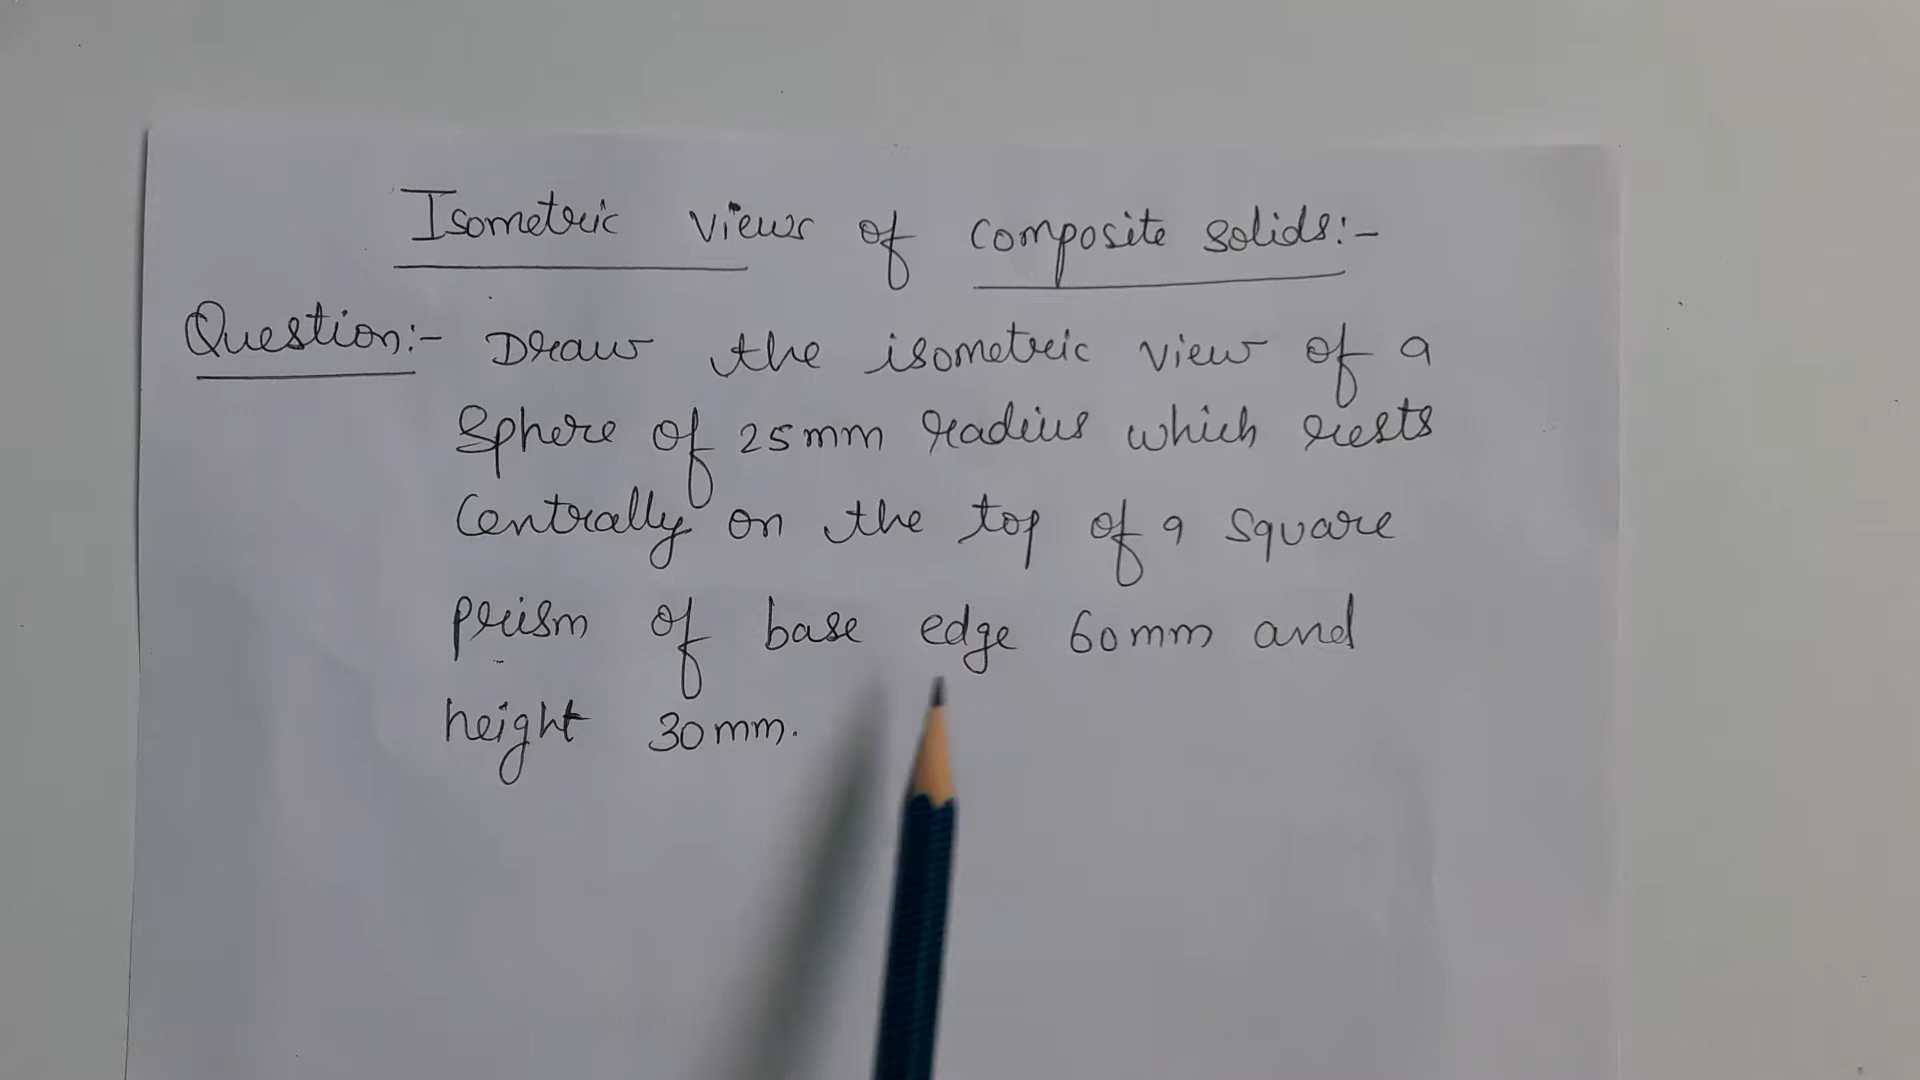 Isometric views of composite solids:-
Question:- Draw the isometric view of a
Sphere of 25mm radius which rests
Centrally on the top of a square
prism of base edge 60mm and
height 30mm.